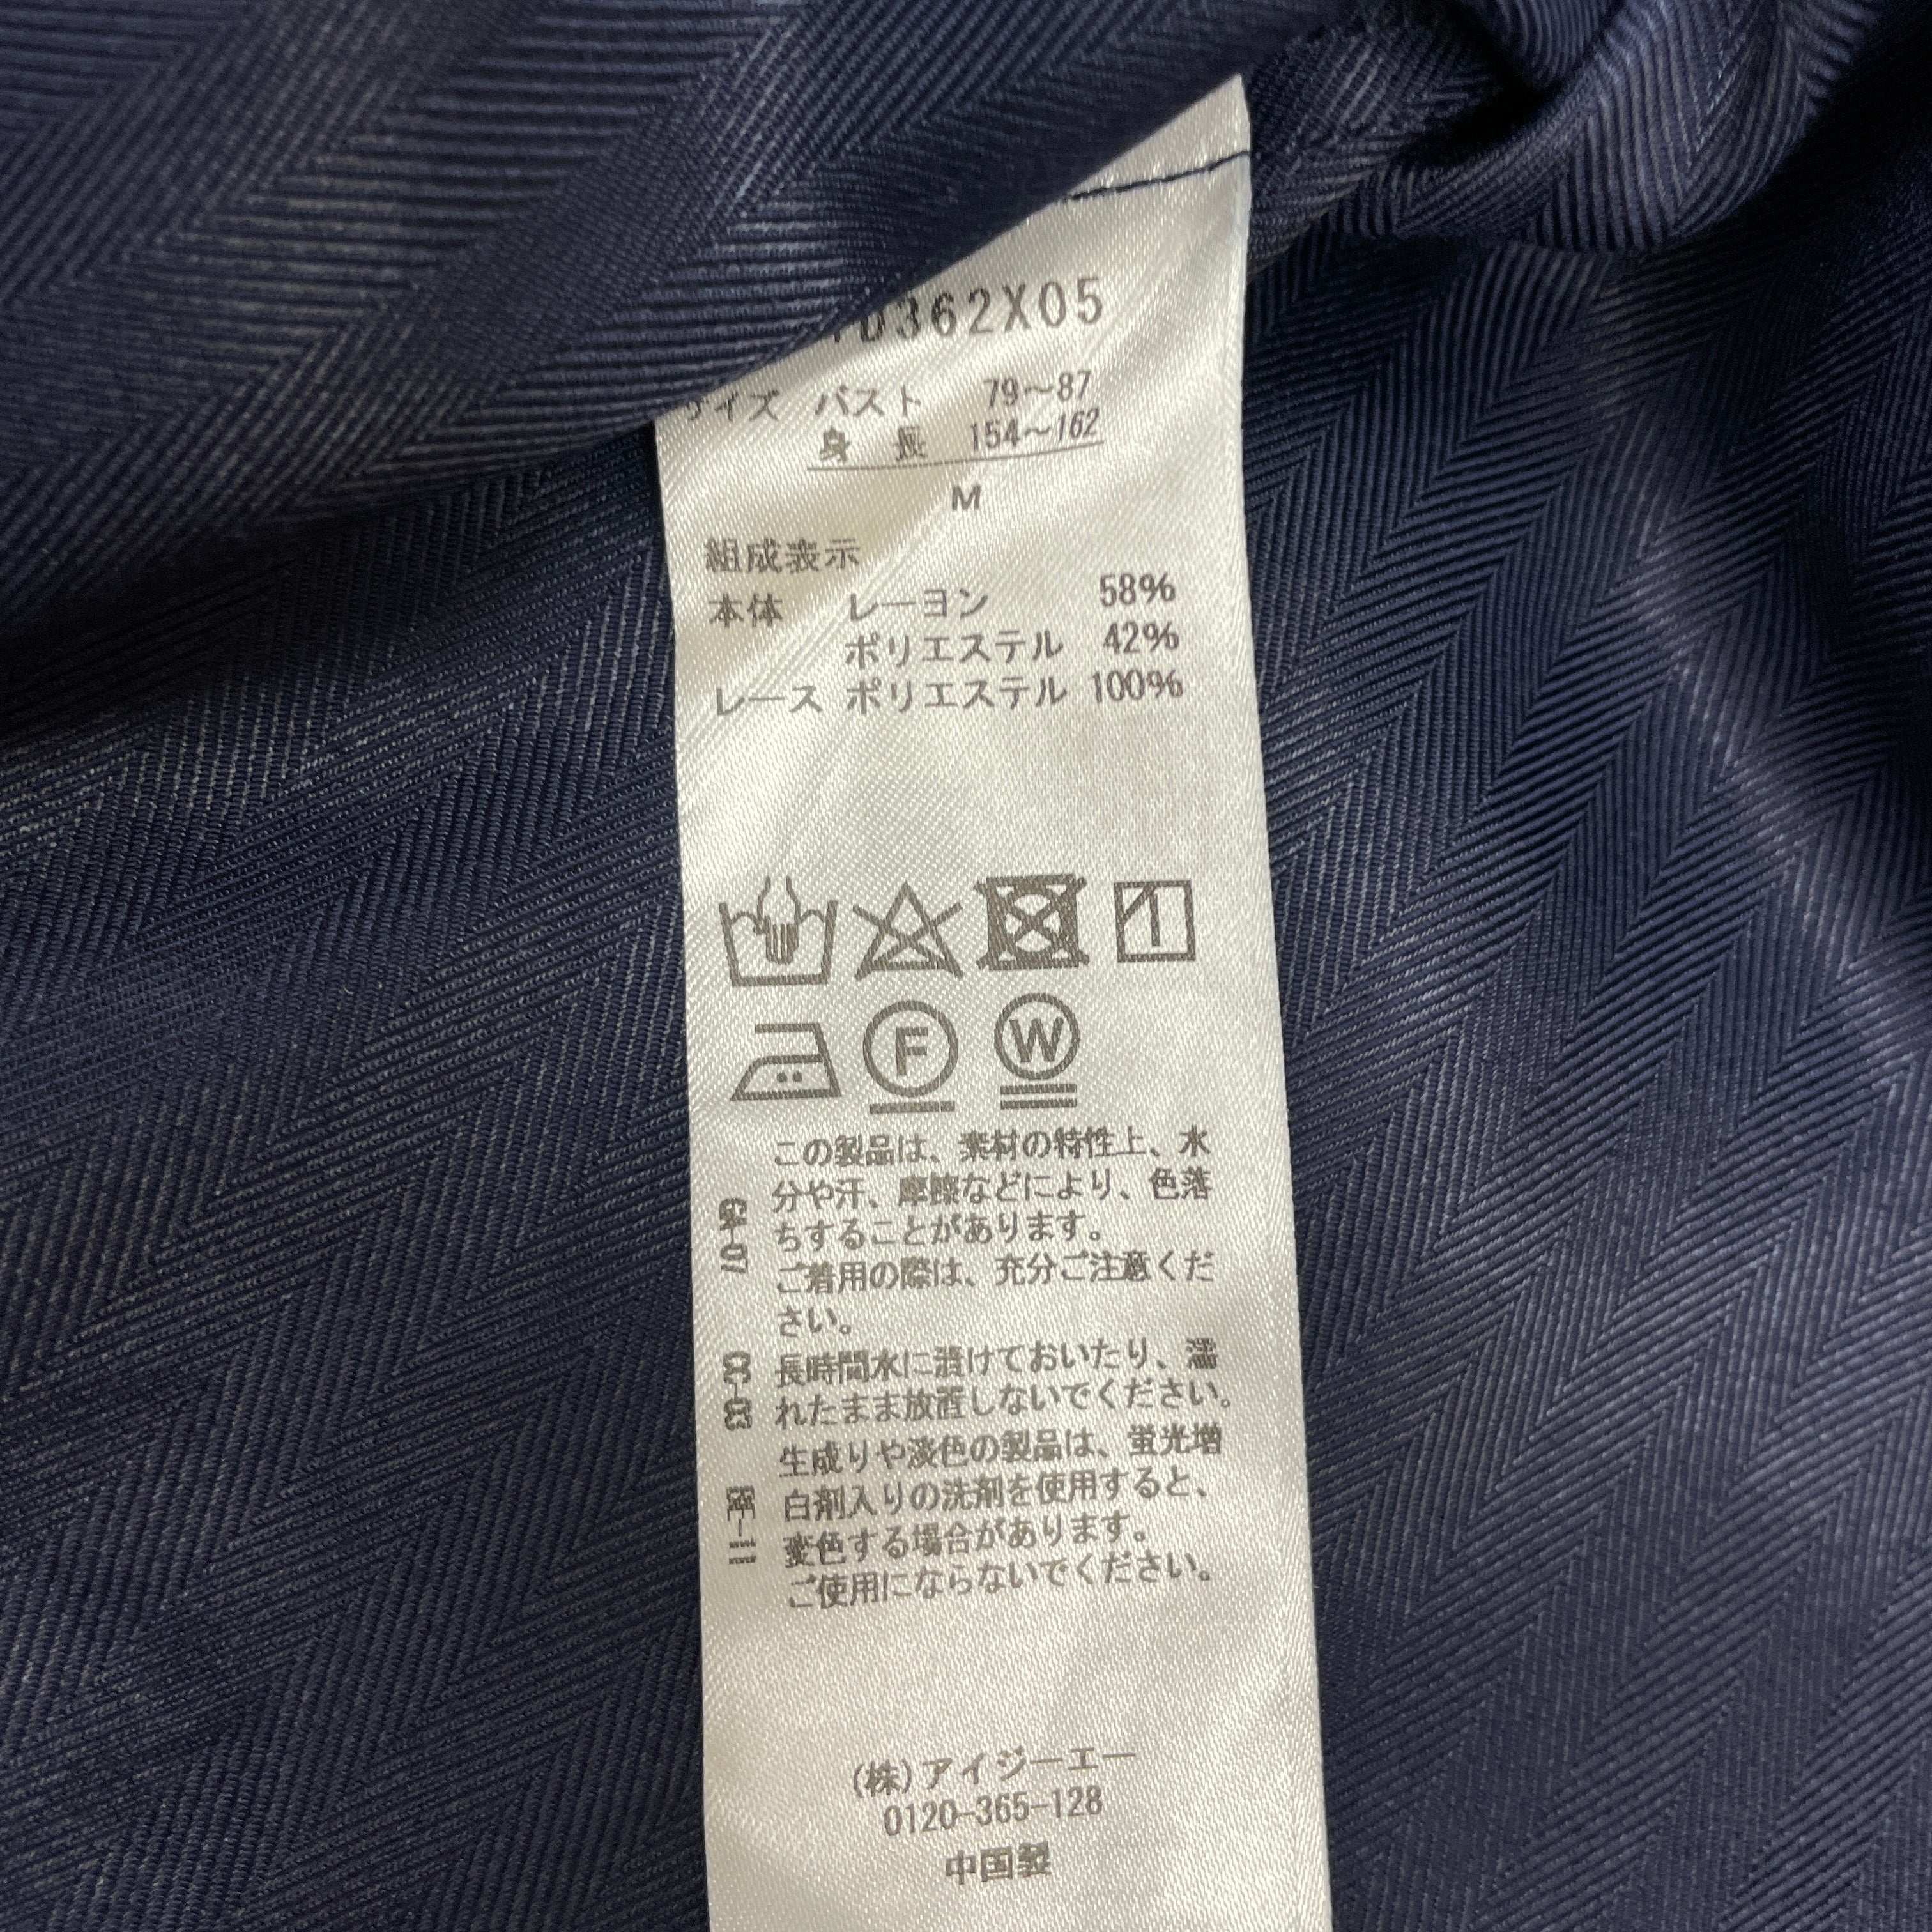 D362X05
サイズ バスト 79〜87
身 長 154〜162
M
組成表示
本体 レーヨン 58%
ポリエステル 42%
レース ポリエステル 100%
F
W
この製品は、素材の特性上、水
分や汗、摩擦などにより、色落
ちすることがあります。
ご着用の際は、充分ご注意くだ
さい。
GA-07
長時間水に漬けておいたり、濡
れたまま放置しないでください。
CC-03
生成りや淡色の製品は、蛍光増
白剤入りの洗剤を使用すると、
変色する場合があります。
ご使用にならないでください。
EE-11
(株)アイジーエー
0120-365-128
中国製